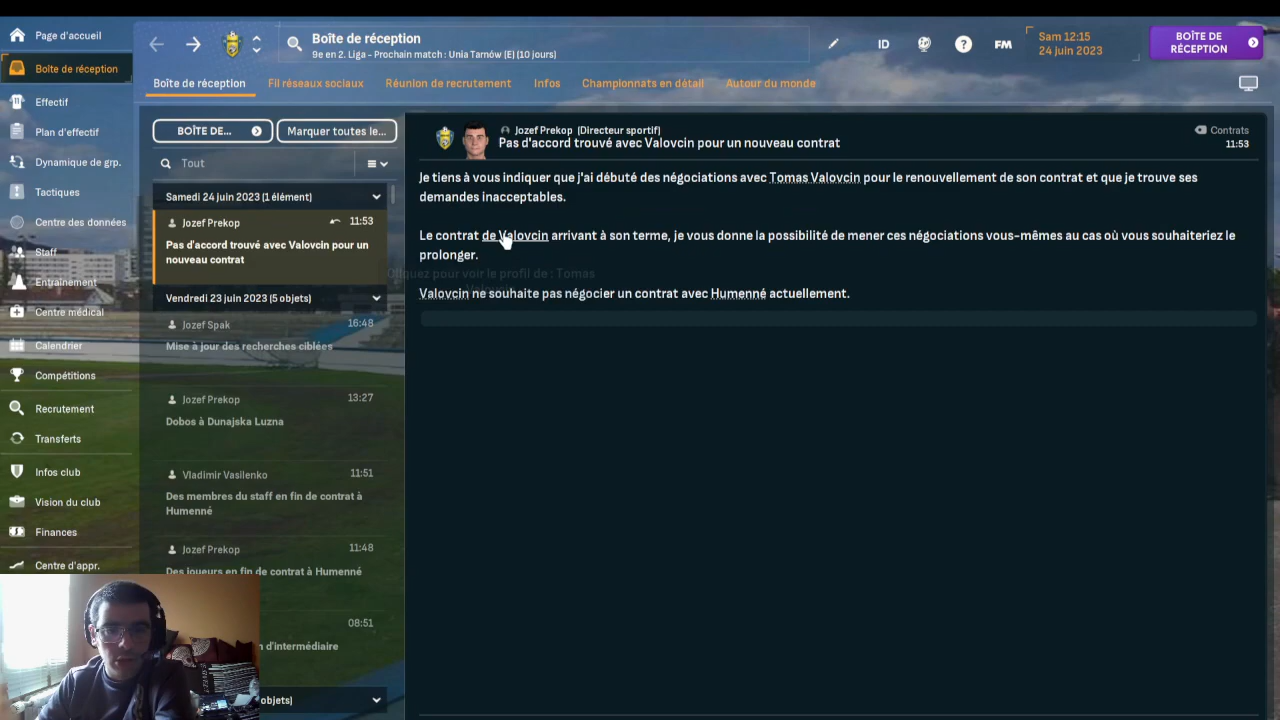 Page d'accueil
Boîte de réception
Effectif
Plan d'effectif
Dynamique de grp.
Tactiques
Centre des données
Staff
Entraînement
Centre médical
Calendrier
Compétitions
Recrutement
Transferts
Infos club
Vision du club
Finances
Centre d'appr.
Boîte de réception
9e en 2. Liga - Prochain match : Unia Tarnów (E) (10 jours)
ID
?
FM
Sam 12:15
24 juin 2023
BOÎTE DE
RÉCEPTION
Boîte de réception
Fil réseaux sociaux
Réunion de recrutement
Infos
Championnats en détail
Autour du monde
BOÎTE DE...
Marquer toutes le...
Tout
Samedi 24 juin 2023 (1 élément)
Jozef Prekop
11:53
Pas d'accord trouvé avec Valovcin pour un
nouveau contrat
Vendredi 23 juin 2023 (5 objets)
Jozef Spak
16:48
Mise à jour des recherches ciblées
Jozef Prekop
13:27
Dobos à Dunajska Luzna
Vladimir Vasilenko
11:51
Des membres du staff en fin de contrat à
Humenné
Jozef Prekop
11:48
Des joueurs en fin de contrat à Humenné
08:51
d'intermédiaire
objets)
Jozef Prekop (Directeur sportif)
Pas d'accord trouvé avec Valovcin pour un nouveau contrat
Contrats
11:53
Je tiens à vous indiquer que j'ai débuté des négociations avec Tomas Valovcin pour le renouvellement de son contrat et que je trouve ses
demandes inacceptables.
Le contrat de Valovcin arrivant à son terme, je vous donne la possibilité de mener ces négociations vous-mêmes au cas où vous souhaiteriez le
prolonger.
Cliquez pour voir le profil de : Tomas
Valovcin ne souhaite pas négocier un contrat avec Humenné actuellement.